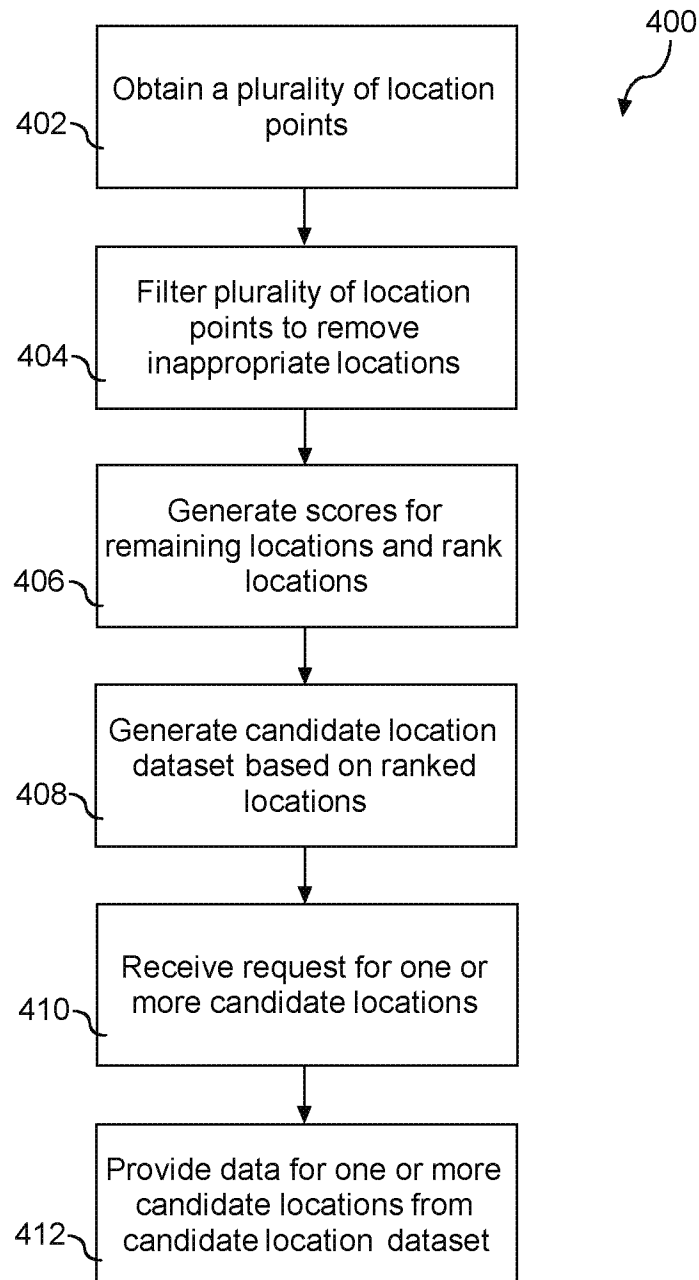 400
Obtain a plurality of location
points
402
Filter plurality of location
points to remove
inappropriate locations
404
Generate scores for
remaining locations and rank
locations
406
Generate candidate location
dataset based on ranked
locations
408
Receive request for one or
more candidate locations
410
Provide data for one or more
candidate locations from
candidate location dataset
412